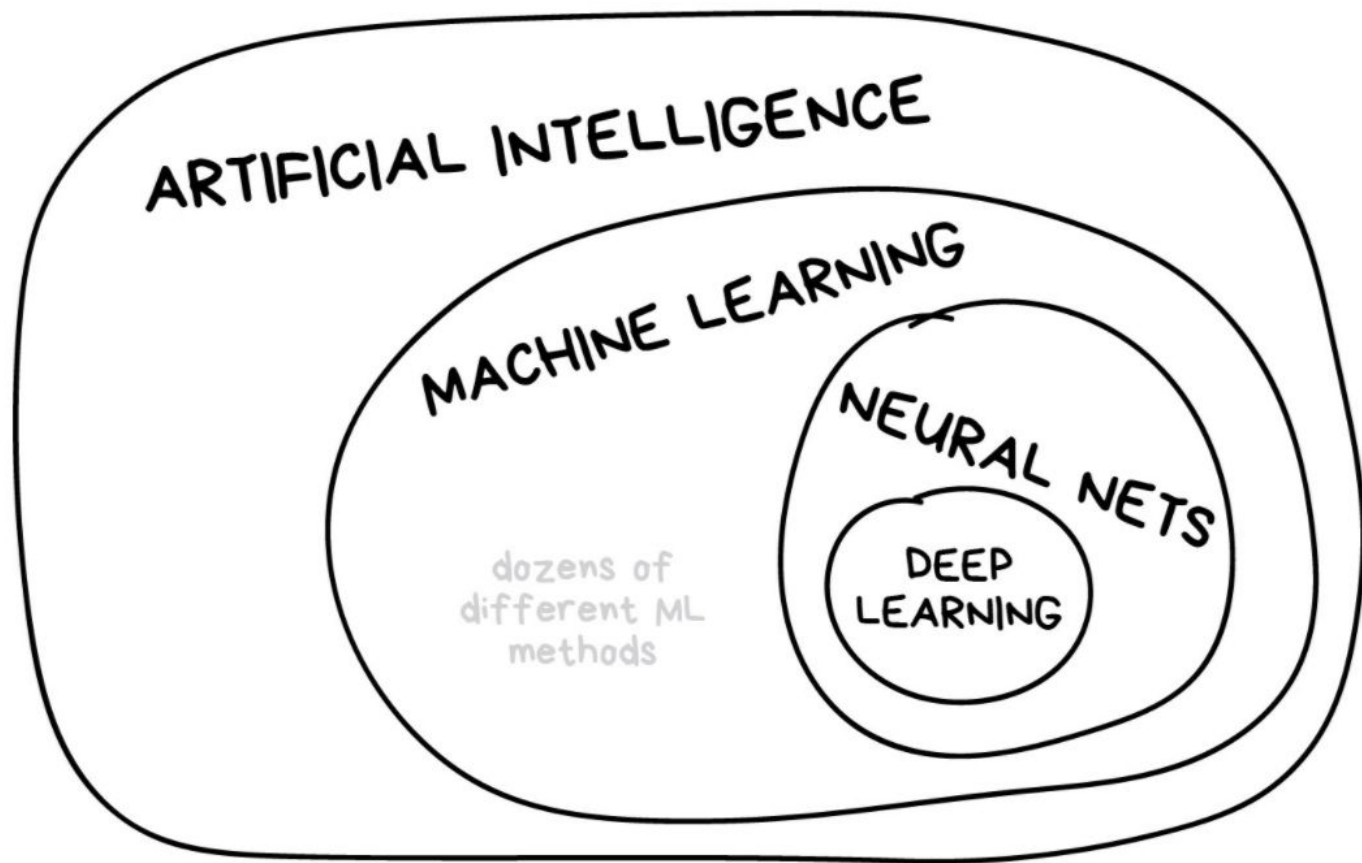 ARTIFICIAL INTELLIGENCE
MACHINE LEARNING
NEURAL NETS
DEEP
LEARNING
dozens of
different ML
methods